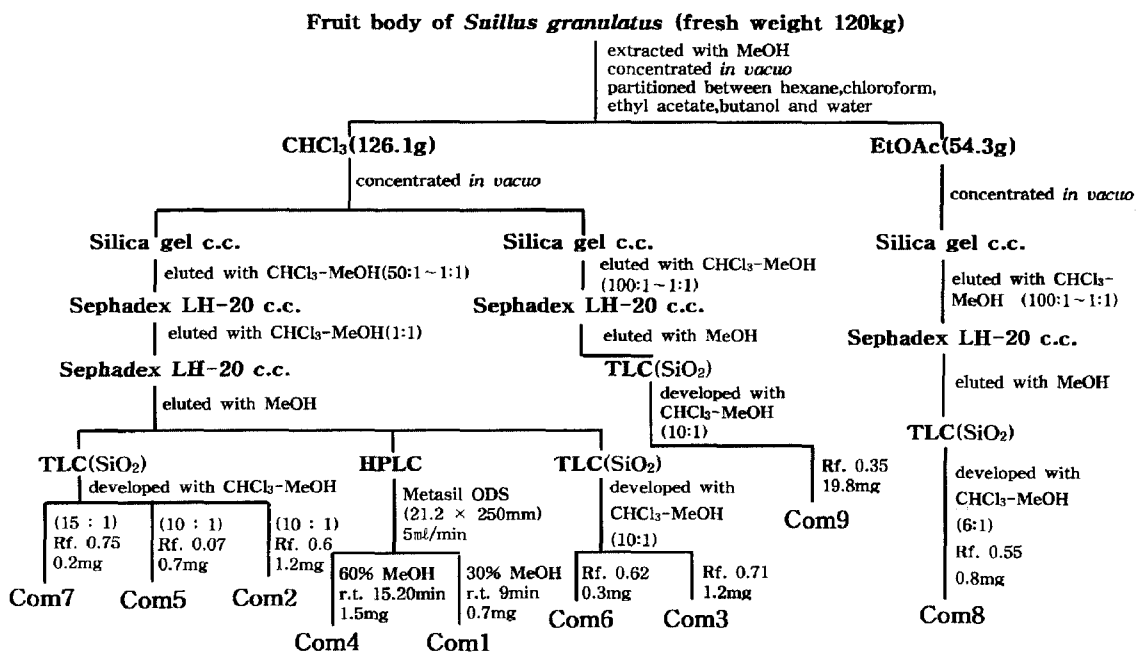 Fruit body of Suillus granulatus (fresh weight 120kg)
extracted with MeOH
concentrated in vacuo
partitioned between hexane,chloroform,
ethyl acetate,butanol and water
CHCl₃(126.1g)
EtOAc(54.3g)
concentrated in vacuo
concentrated in vacuo
Silica gel c.c.
Silica gel c.c.
Silica gel c.c.
eluted with CHCl₃-MeOH(50:1~1:1)
eluted with CHCl₃-MeOH
(100:1~1:1)
eluted with CHCl₃-
MeOH (100:1~1:1)
Sephadex LH-20 c.c.
Sephadex LH-20 c.c.
Sephadex LH-20 c.c.
eluted with CHCl₃-MeOH(1:1)
eluted with MeOH
eluted with MeOH
Sephadex LH-20 c.c.
eluted with MeOH
TLC(SiO₂)
developed with
CHCl₃-MeOH
(10:1)
TLC(SiO₂)
developed with
CHCl₃-MeOH
(6:1)
Rf. 0.55
0.8mg
Com8
Rf. 0.35
19.8mg
Com9
TLC(SiO₂)
developed with CHCl₃-MeOH
(15 : 1)
Rf. 0.75
0.2mg
Com7
(10 : 1)
Rf. 0.07
0.7mg
Com5
(10 : 1)
Rf. 0.6
1.2mg
Com2
HPLC
Metasil ODS
(21.2 × 250mm)
5㎖/min
60% MeOH
r.t. 15.20min
1.5mg
Com4
30% MeOH
r.t. 9min
0.7mg
Com1
TLC(SiO₂)
developed with
CHCl₃-MeOH
(10:1)
Rf. 0.62
0.3mg
Com6
Rf. 0.71
1.2mg
Com3